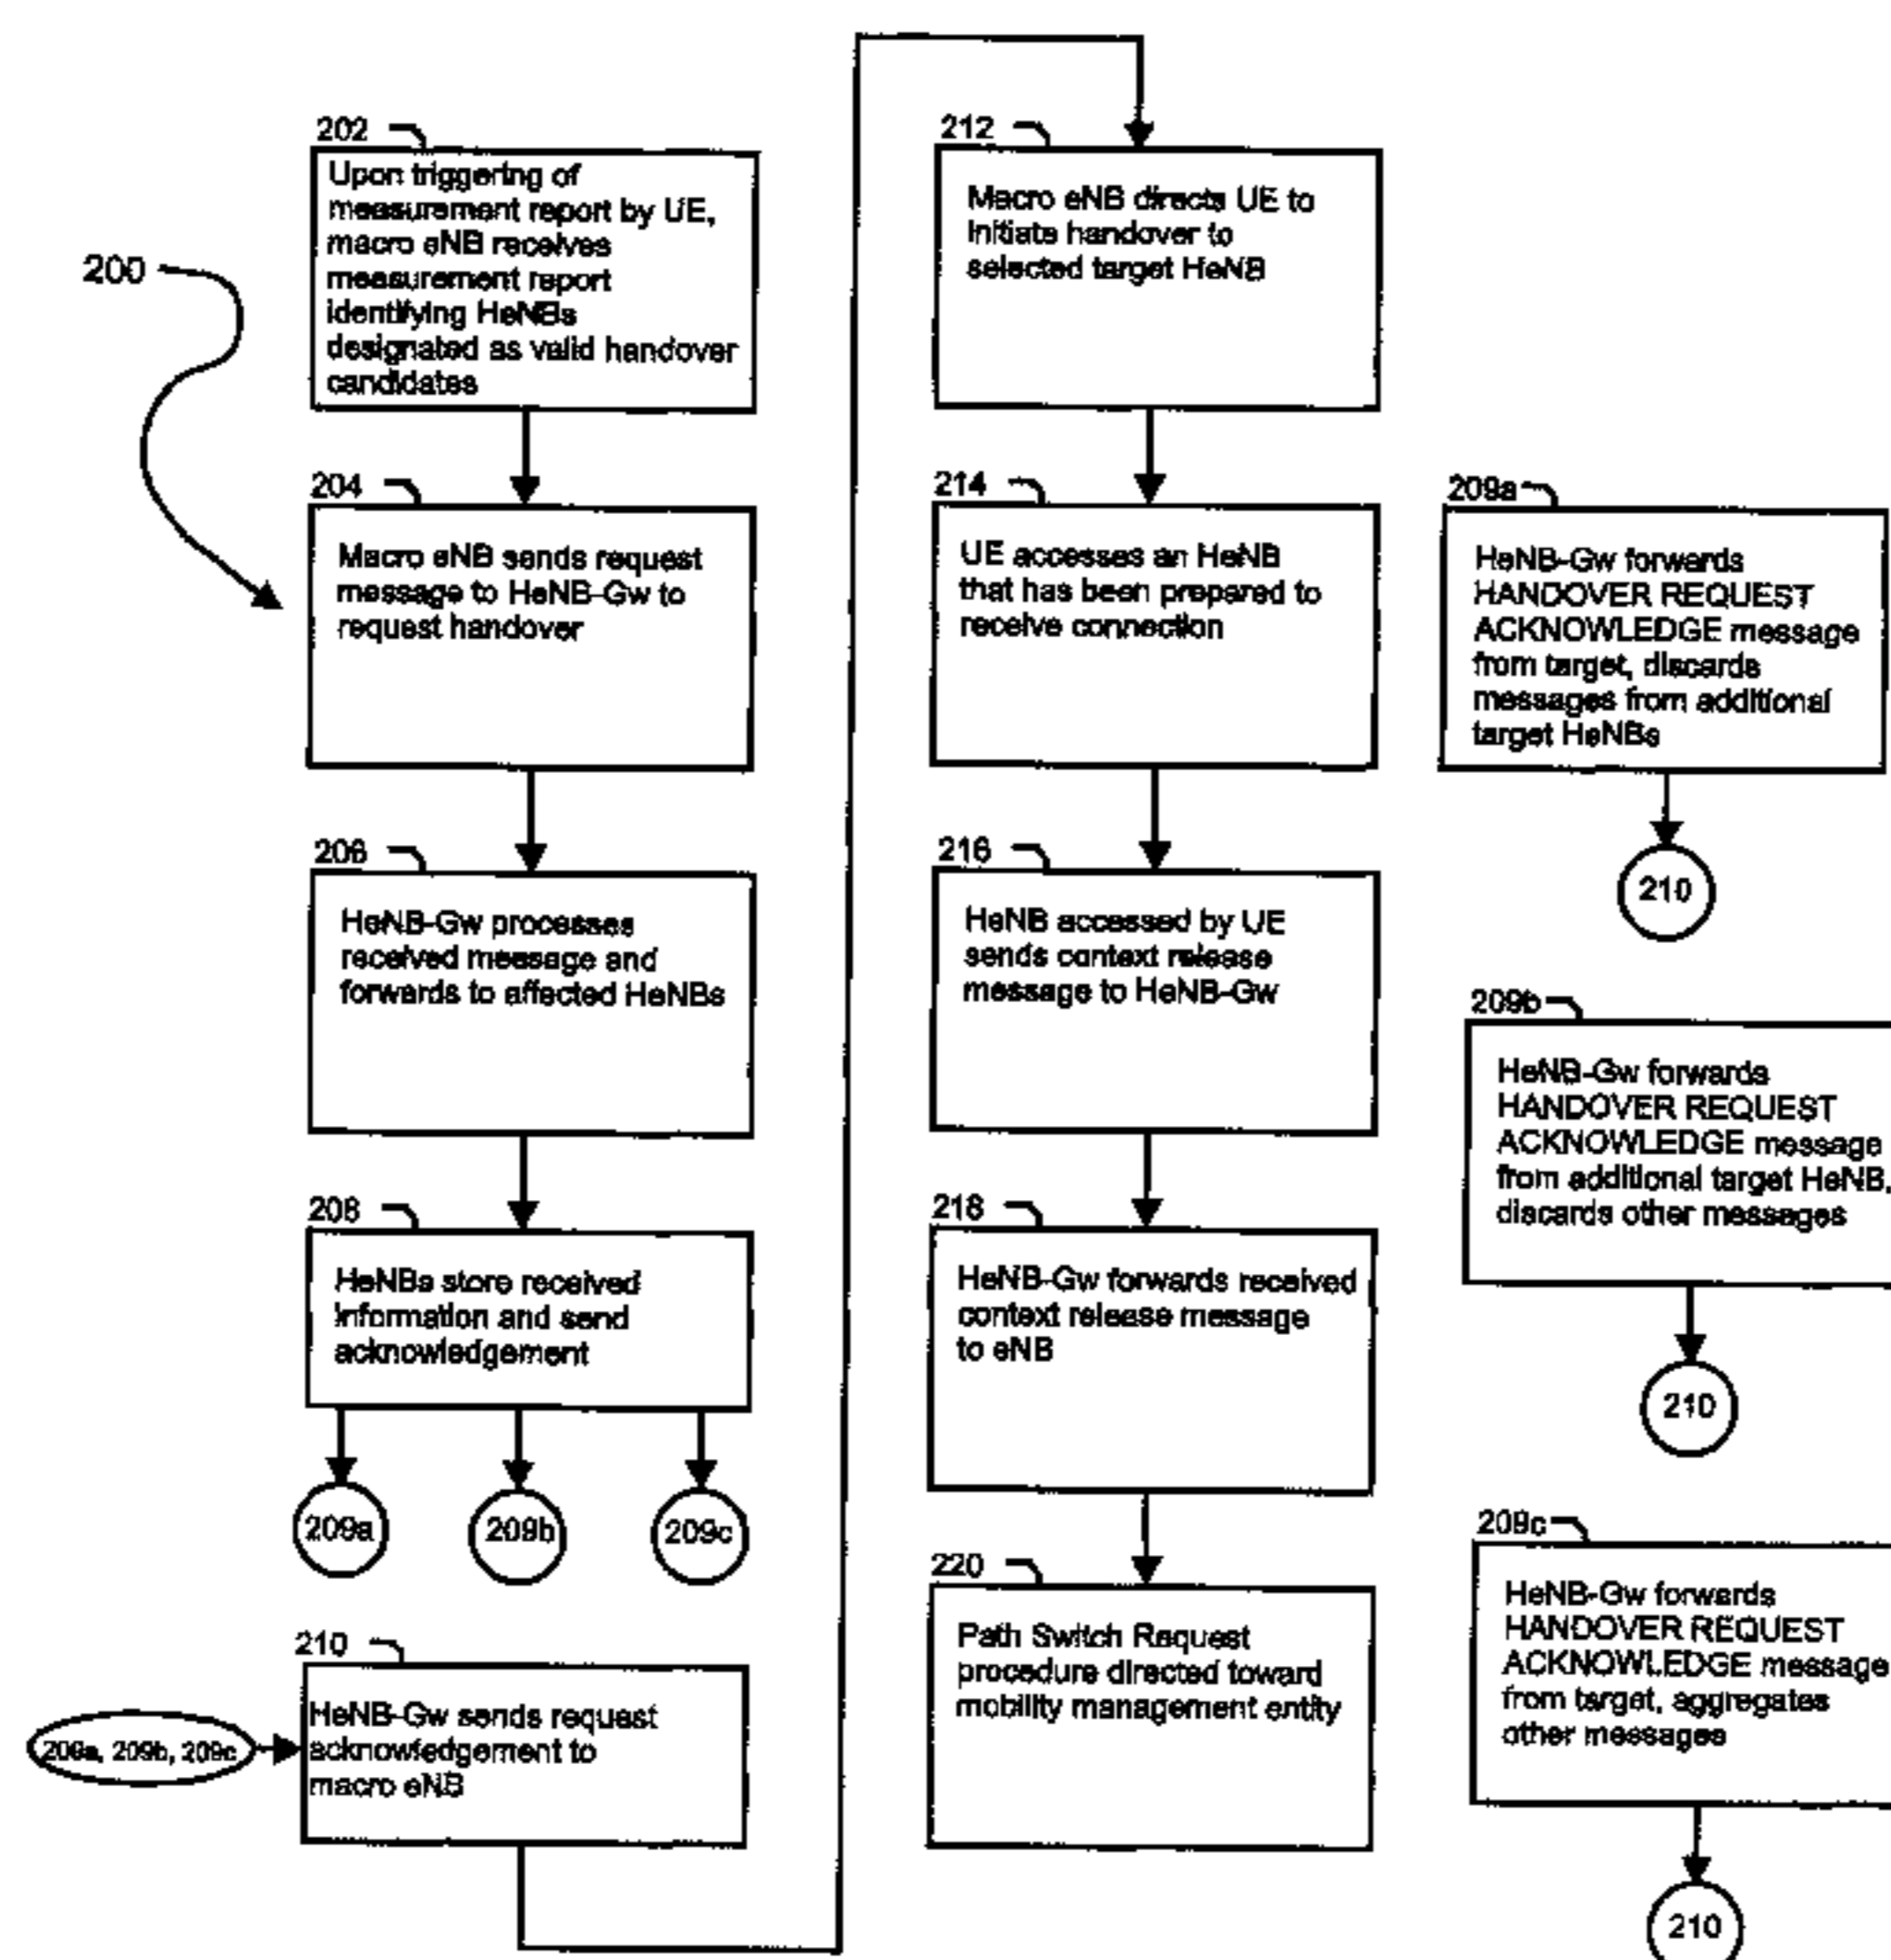 200
202
Upon triggering of
measurement report by UE,
macro eNB receives
measurement report
identifying HeNBs
designated as valid handover
candidates
204
Macro eNB sends request
message to HeNB-Gw to
request handover
206
HeNB-Gw processes
received message and
forwards to affected HeNBs
208
HeNBs store received
information and send
acknowledgement
209a
209b
209c
210
209a, 209b, 209c
HeNB-Gw sends request
acknowledgement to
macro eNB
212
Macro eNB directs UE to
initiate handover to
selected target HeNB
214
UE accesses an HeNB
that has been prepared to
receive connection
216
HeNB accessed by UE
sends context release
message to HeNB-Gw
218
HeNB-Gw forwards received
context release message
to eNB
220
Path Switch Request
procedure directed toward
mobility management entity
209a
HeNB-Gw forwards
HANDOVER REQUEST
ACKNOWLEDGE message
from target, discards
messages from additional
target HeNBs
210
209b
HeNB-Gw forwards
HANDOVER REQUEST
ACKNOWLEDGE message
from additional target HeNB,
discards other messages
210
209c
HeNB-Gw forwards
HANDOVER REQUEST
ACKNOWLEDGE message
from target, aggregates
other messages
210